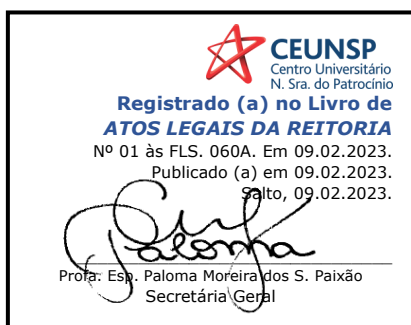 CEUNSP
Centro Universitário
N. Sra. do Patrocínio
Registrado (a) no Livro de
ATOS LEGAIS DA REITORIA
Nº 01 às FLS. 060A. Em 09.02.2023.
Publicado (a) em 09.02.2023.
Salto, 09.02.2023.
Paloma
Profa. Esp. Paloma Moreira dos S. Paixão
Secretária Geral